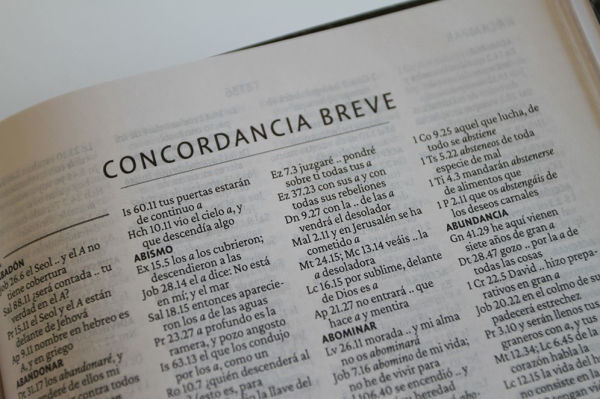 CONCORDANCIA BREVE
ABADÓN
Job 26.6 el Seol .. y el A no
tiene cobertura
Sal 88.11 ¿será contada .. tu
verdad en el A?
Pr 15.11 el Seol y el A están
delante de Jehová
Ap 9.11 nombre en hebreo es
A, y en griego
ABANDONAR
Dt 31.17 los abandonaré, y
contra todos
Is 60.11 tus puertas estarán
de continuo a
Hch 10.11 vio el cielo a, y
que descendía algo
ABISMO
Ex 15.5 los a los cubrieron;
descendieron a las
Job 28.14 el a dice: No está
en mí; y el mar
Sal 18.15 entonces aparecie-
ron los a de las aguas
Pr 23.27 a profundo es la
ramera, y pozo angosto
Is 63.13 el que los condujo
por los a, como un
Ro 10.7 ¿quién descenderá al
¿(esto es, para
la llave del
Ez 7.3 juzgaré .. pondré
sobre ti todas tus a
Ez 37.23 con sus a y con
todas sus rebeliones
Dn 9.27 con la .. de las a
vendrá el desolador
Mal 2.11 y en Jerusalén se ha
cometido a
Mt 24.15; Mc 13.14 veáis .. la
a desoladora
Lc 16.15 por sublime, delante
de Dios es a
Ap 21.27 no entrará .. que
hace a y mentira
ABOMINAR
Lv 26.11 morada .. y mi alma
no os abominará
Job 7.16 abomino de mi vida;
no he de vivir para
106.40 se encendió .. y
heredad
1 Co 9.25 aquel que lucha, de
todo se abstiene
1 Ts 5.22 absteneos de toda
especie de mal
1 Ti 4.3 mandarán abstenerse
de alimentos que
1 P 2.11 que os abstengáis de
los deseos carnales
ABUNDANCIA
Gn 41.29 he aquí vienen
siete años de gran a
Dt 28.47 gozo .. por la a de
todas las cosas
1 Cr 22.5 David .. hizo prepa-
rativos en gran a
Job 20.22 en el colmo de su a
padecerá estrechez
Pr 3.10 y serán llenos tus
graneros con a, y tus
Mt 12.34; Lc 6.45 de la a
corazón habla la
Lc 12.15 la vida del hom